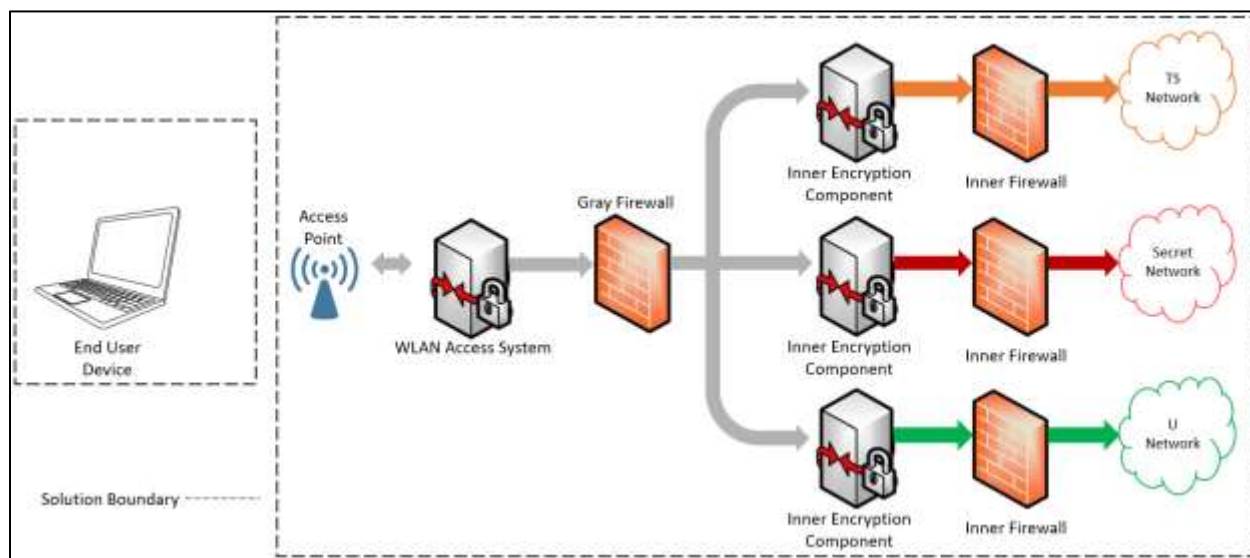 End User
Device
Solution Boundary
Access
Point
WLAN Access System
Gray Firewall
Inner Encryption
Component
Inner Firewall
TS
Network
Inner Encryption
Component
Inner Firewall
Secret
Network
Inner Encryption
Component
Inner Firewall
U
Network